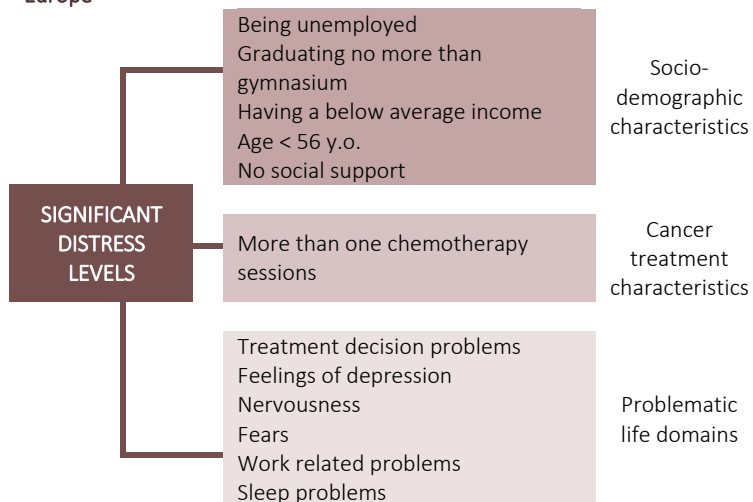 Europe
Being unemployed
Graduating no more than
gymnasium
Having a below average income
Age < 56 y.o.
No social support
Socio-
demographic
characteristics
SIGNIFICANT
DISTRESS
LEVELS
More than one chemotherapy
sessions
Cancer
treatment
characteristics
Treatment decision problems
Feelings of depression
Nervousness
Fears
Work related problems
Sleep problems
Problematic
life domains